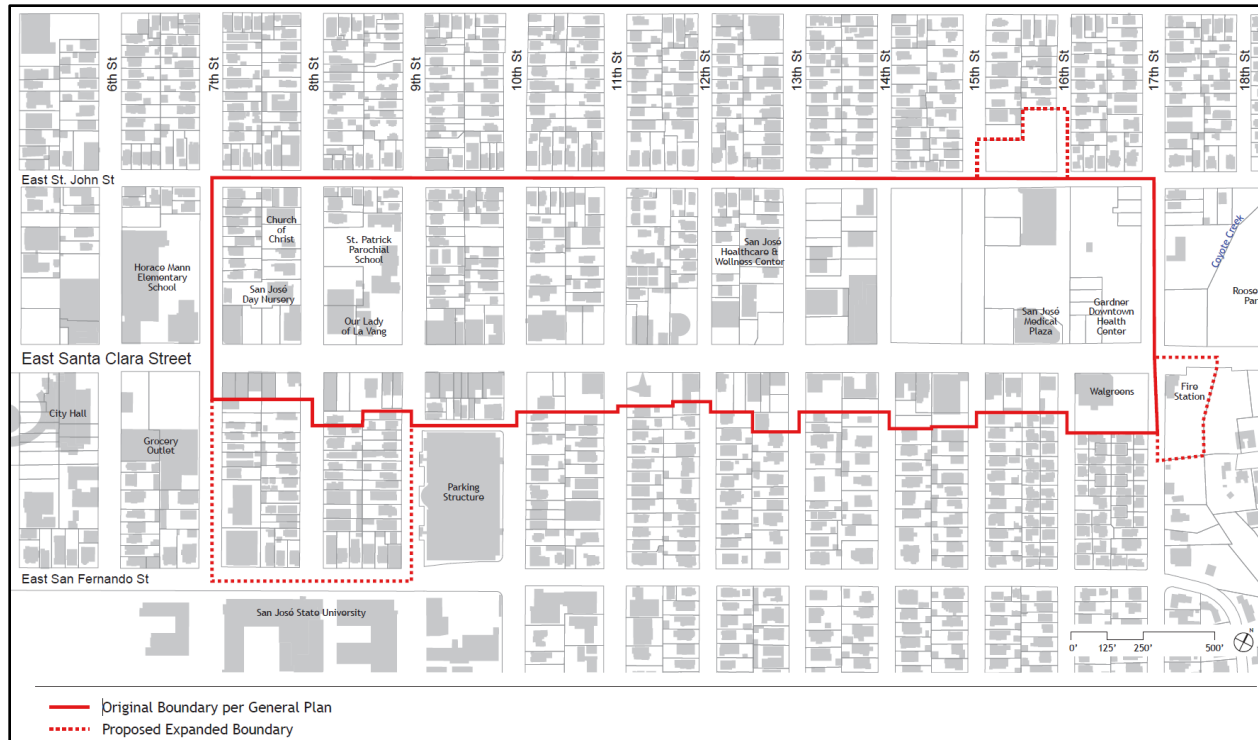 6th St
7th St
8th St
9th St
10th St
11th St
12th St
13th St
14th St
15th St
16th St
17th St
18th St
East St. John St
Church
of
Christ
St. Patrick
Parochial
School
San José
Healthcare &
Wellness Center
Horace Mann
Elementary
School
San José
Day Nursery
Our Lady
of La Vang
San José
Medical
Plaza
Gardner
Downtown
Health
Center
Coyote Creek
Roose
Par
East Santa Clara Street
City Hall
Grocery
Outlet
Parking
Structure
Walgreens
Fire
Station
East San Fernando St
San José State University
0' 125' 250' 500'
N
Original Boundary per General Plan
Proposed Expanded Boundary